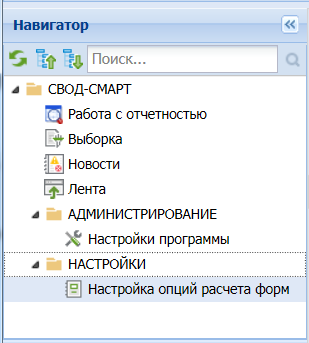 Навигатор
Поиск...
СВОД-СМАРТ
Работа с отчетностью
Выборка
Новости
Лента
АДМИНИСТРИРОВАНИЕ
Настройки программы
НАСТРОЙКИ
Настройка опций расчета форм